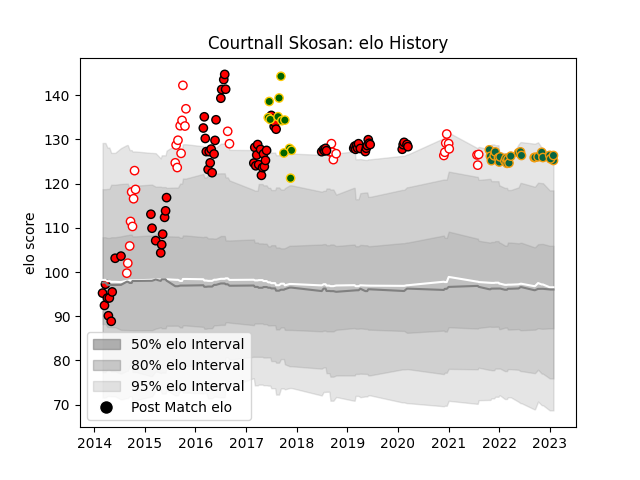 Courtnall Skosan: elo History
elo score
140
130
120
110
100
90
80
70
50% elo Interval
80% elo Interval
95% elo Interval
Post Match elo
2014 2015 2016 2017 2018 2019 2020 2021 2022 2023